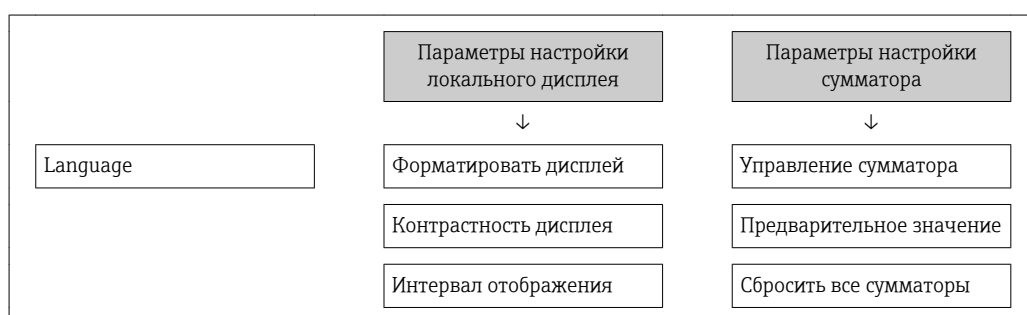 Параметры настройки
локального дисплея
Параметры настройки
сумматора
↓
↓
Language
Форматировать дисплей
Управление сумматора
Контрастность дисплея
Предварительное значение
Интервал отображения
Сбросить все сумматоры